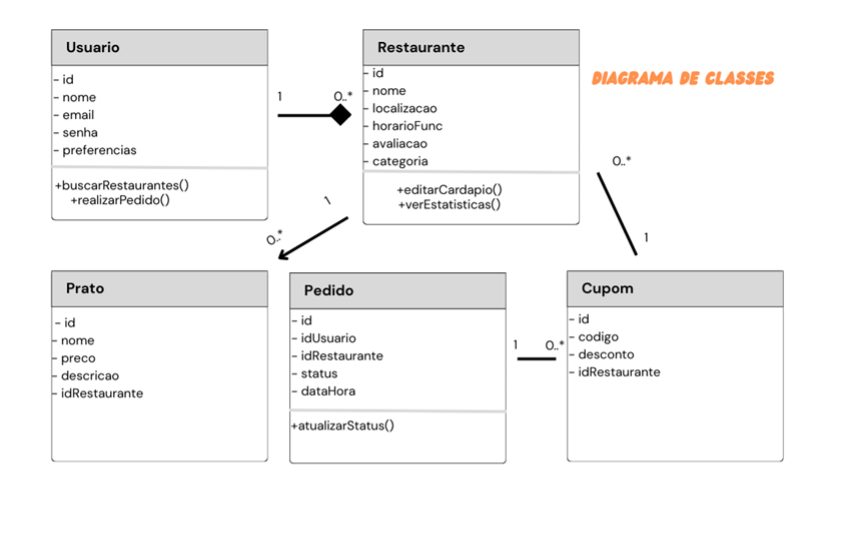 Usuario
- id
- nome
- email
- senha
- preferencias
+buscarRestaurantes()
+realizarPedido()
1
0..*
Restaurante
- id
- nome
- localizacao
- horarioFunc
- avaliacao
- categoria
+editarCardapio()
+verEstatisticas()
DIAGRAMA DE CLASSES
0..*
1
1
0..*
Prato
- id
- nome
- preco
- descricao
- idRestaurante
Pedido
- id
- idUsuario
- idRestaurante
- status
- dataHora
+atualizarStatus()
1
0..*
Cupom
- id
- codigo
- desconto
- idRestaurante